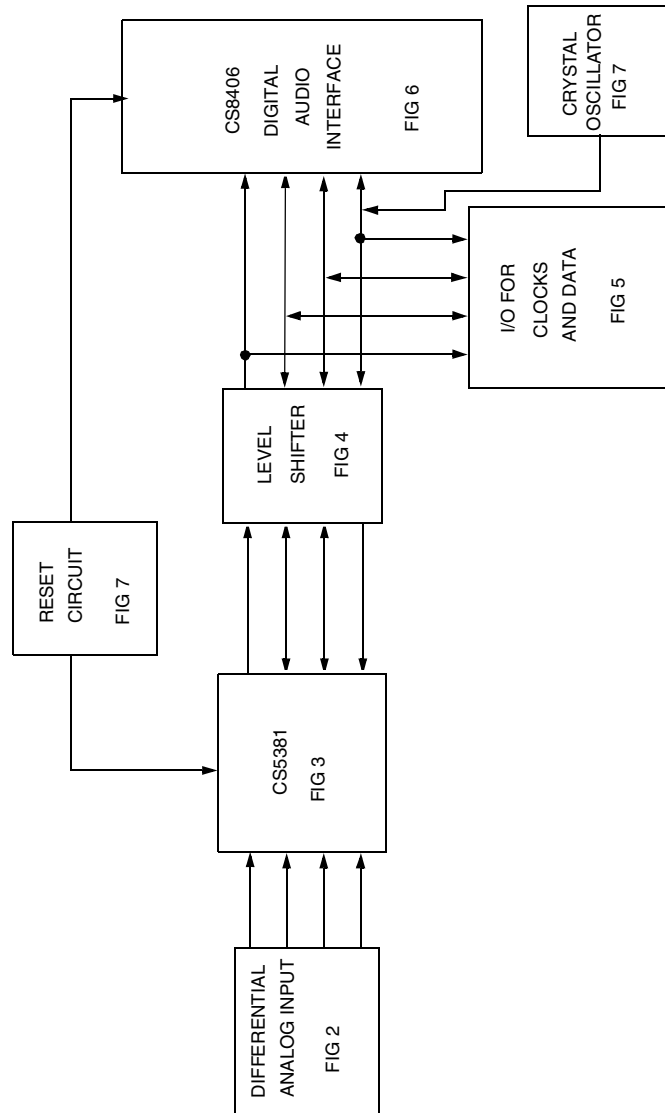 DIFFERENTIAL
ANALOG INPUT
FIG 2
CS5381
FIG 3
RESET
CIRCUIT
FIG 7
LEVEL
SHIFTER
FIG 4
CS8406
DIGITAL
AUDIO
INTERFACE
FIG 6
I/O FOR
CLOCKS
AND DATA
FIG 5
CRYSTAL
OSCILLATOR
FIG 7